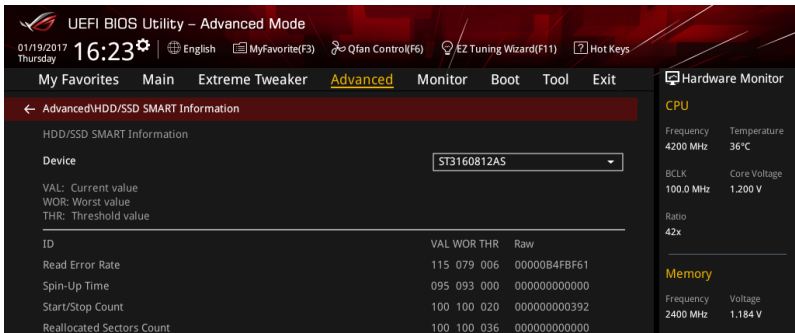 UEFI BIOS Utility – Advanced Mode
01/19/2017 Thursday 16:23 English MyFavorite(F3) Qfan Control(F6) EZ Tuning Wizard(F11) ? Hot Keys
My Favorites Main Extreme Tweaker Advanced Monitor Boot Tool Exit
← Advanced\HDD/SSD SMART Information
HDD/SSD SMART Information
Device ST3160812AS
VAL: Current value
WOR: Worst value
THR: Threshold value
ID VAL WOR THR Raw
Read Error Rate 115 079 006 00000B4FBF61
Spin-Up Time 095 093 000 000000000000
Start/Stop Count 100 100 020 000000000392
Reallocated Sectors Count 100 100 036 000000000000
Hardware Monitor
CPU
Frequency Temperature
4200 MHz 36°C
BCLK Core Voltage
100.0 MHz 1.200 V
Ratio
42x
Memory
Frequency Voltage
2400 MHz 1.184 V